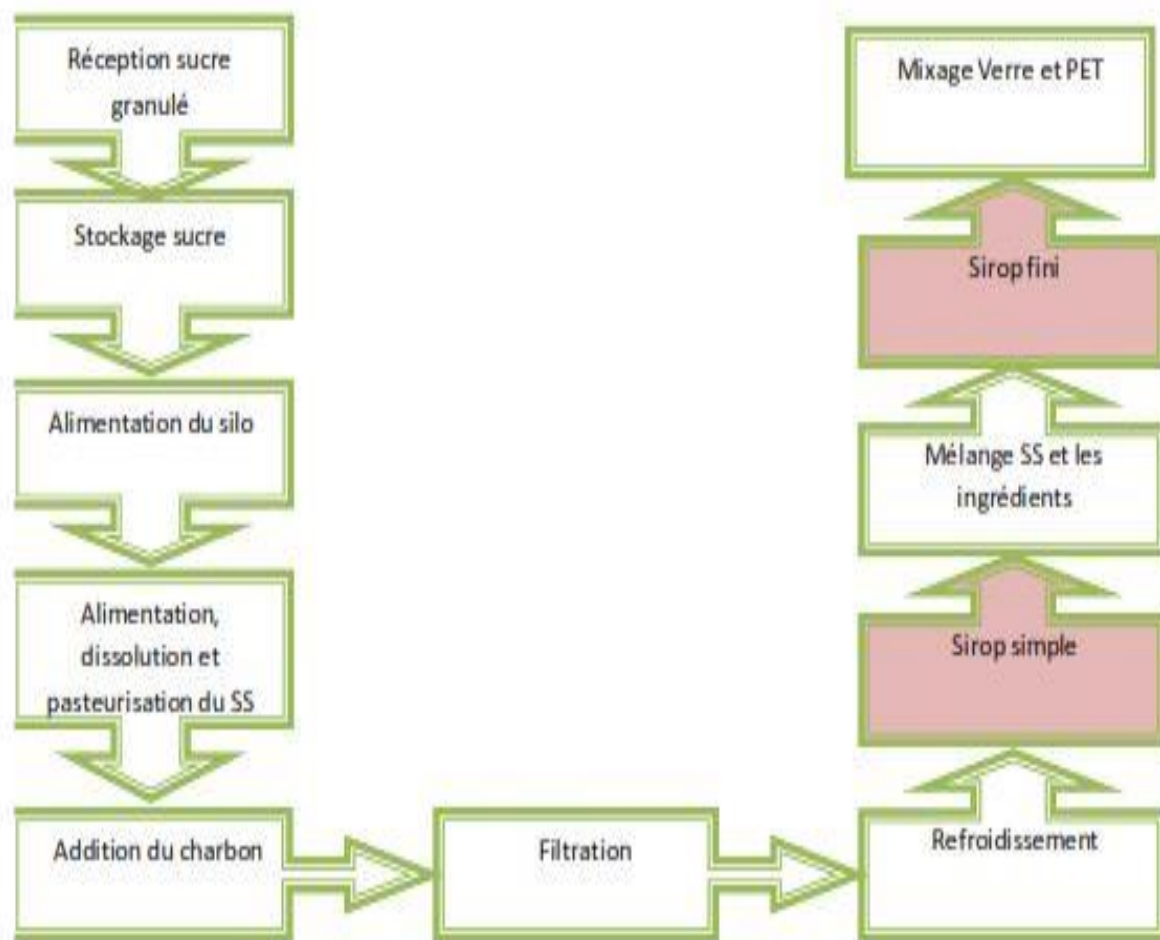 Réception sucre
granulé
Stockage sucre
Alimentation du silo
Alimentation,
dissolution et
pasteurisation du SS
Addition du charbon
Filtration
Refroidissement
Sirop simple
Mélange SS et les
ingrédients
Sirop fini
Mixage Verre et PET